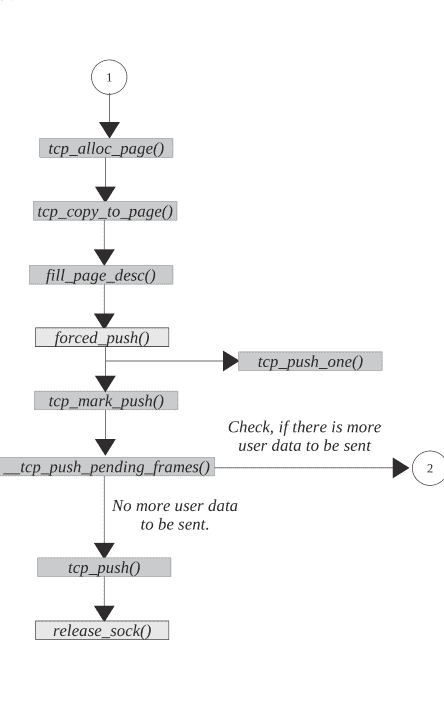 1
tcp_alloc_page()
tcp_copy_to_page()
fill_page_desc()
forced_push()
tcp_push_one()
tcp_mark_push()
Check, if there is more
user data to be sent
__tcp_push_pending_frames()
2
No more user data
to be sent.
tcp_push()
release_sock()